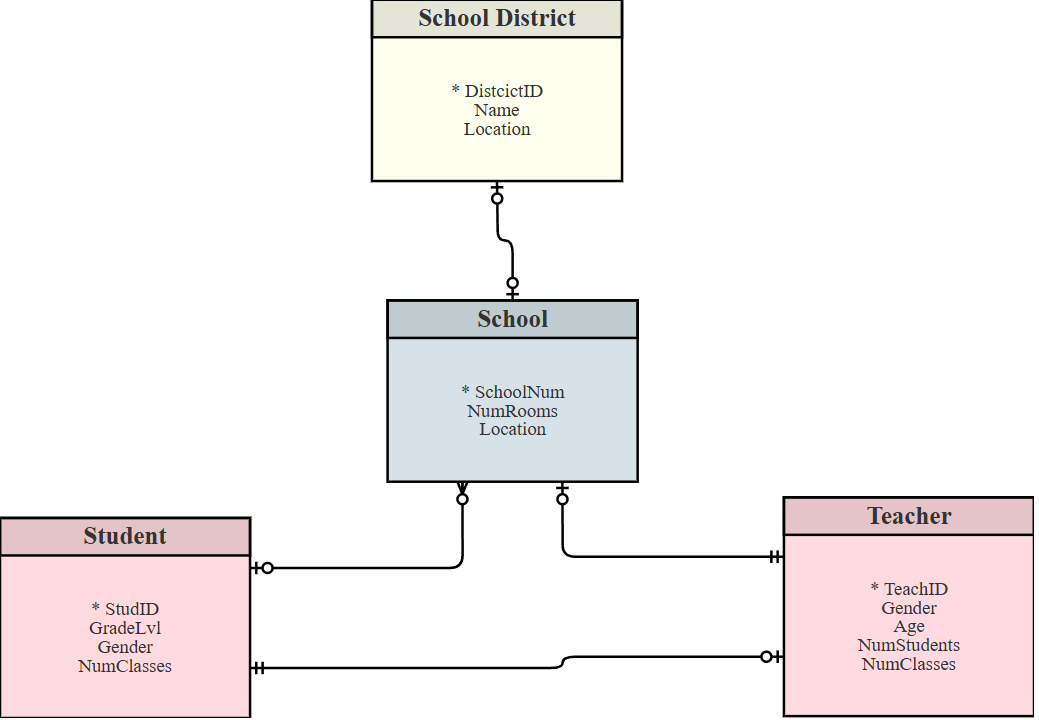 School District
* DistcictID
Name
Location
School
* SchoolNum
NumRooms
Location
Student
* StudID
GradeLvl
Gender
NumClasses
Teacher
* TeachID
Gender
Age
NumStudents
NumClasses